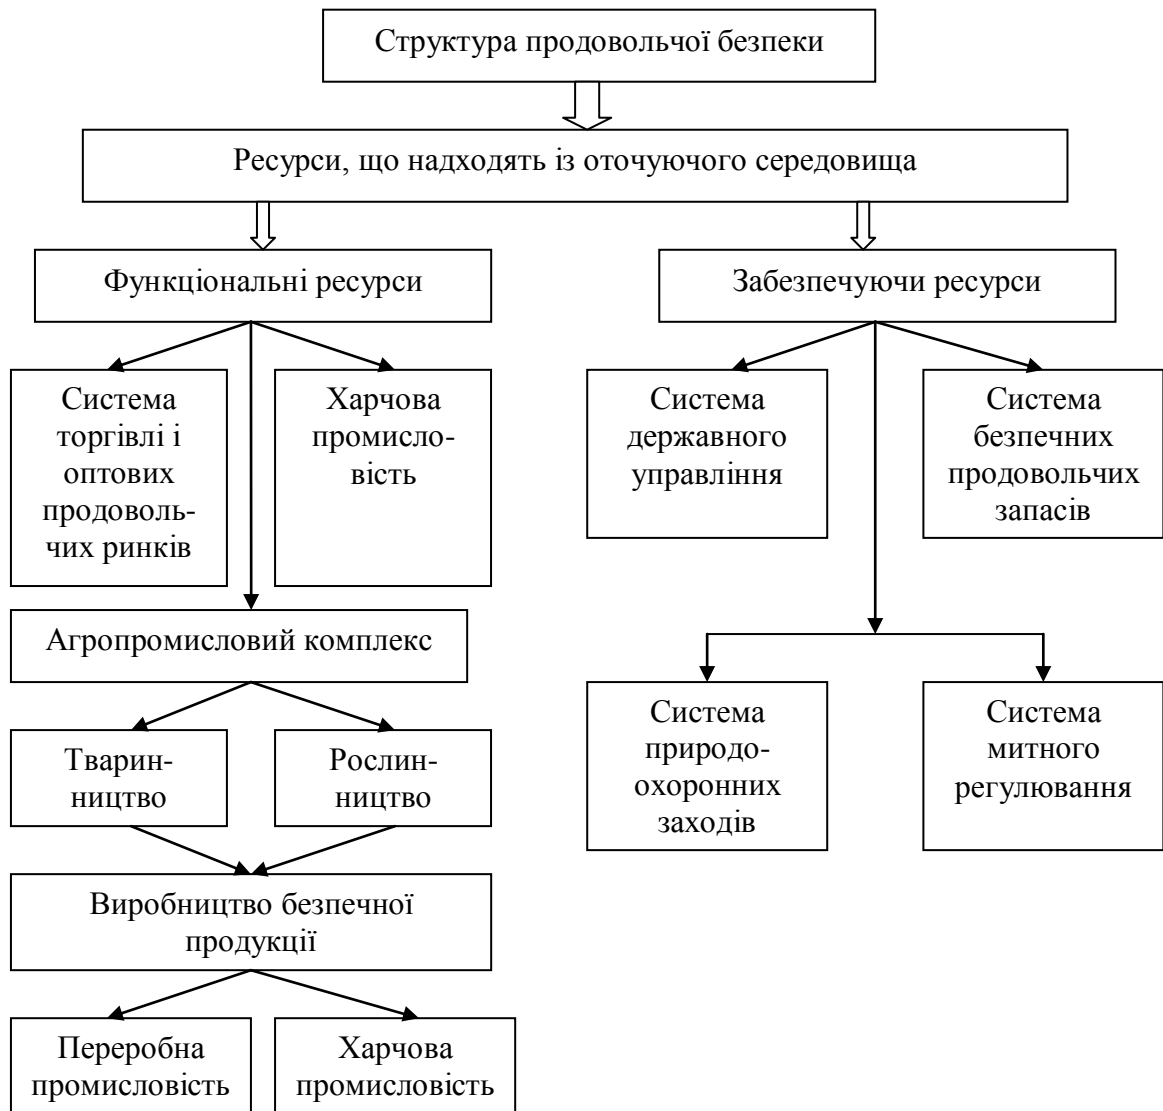 Структура продовольчої безпеки
Ресурси, що надходять із оточуючого середовища
Функціональні ресурси
Забезпечуючи ресурси
Система
торгівлі і
оптових
продоволь-
чих ринків
Харчова
промисло-
вість
Система
державного
управління
Система
безпечних
продовольчих
запасів
Агропромисловий комплекс
Тварин-
ництво
Рослин-
ництво
Система
природо-
охоронних
заходів
Система
митного
регулювання
Виробництво безпечної
продукції
Переробна
промисловість
Харчова
промисловість